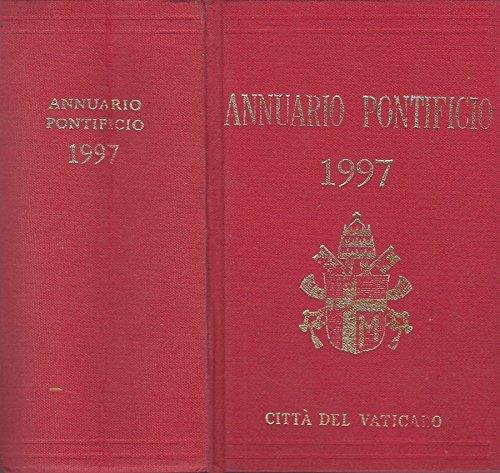 ANNUARIO
PONTIFICIO
1997
ANNUARIO PONTIFICIO
1997
M
CITTÀ DEL VATICANO